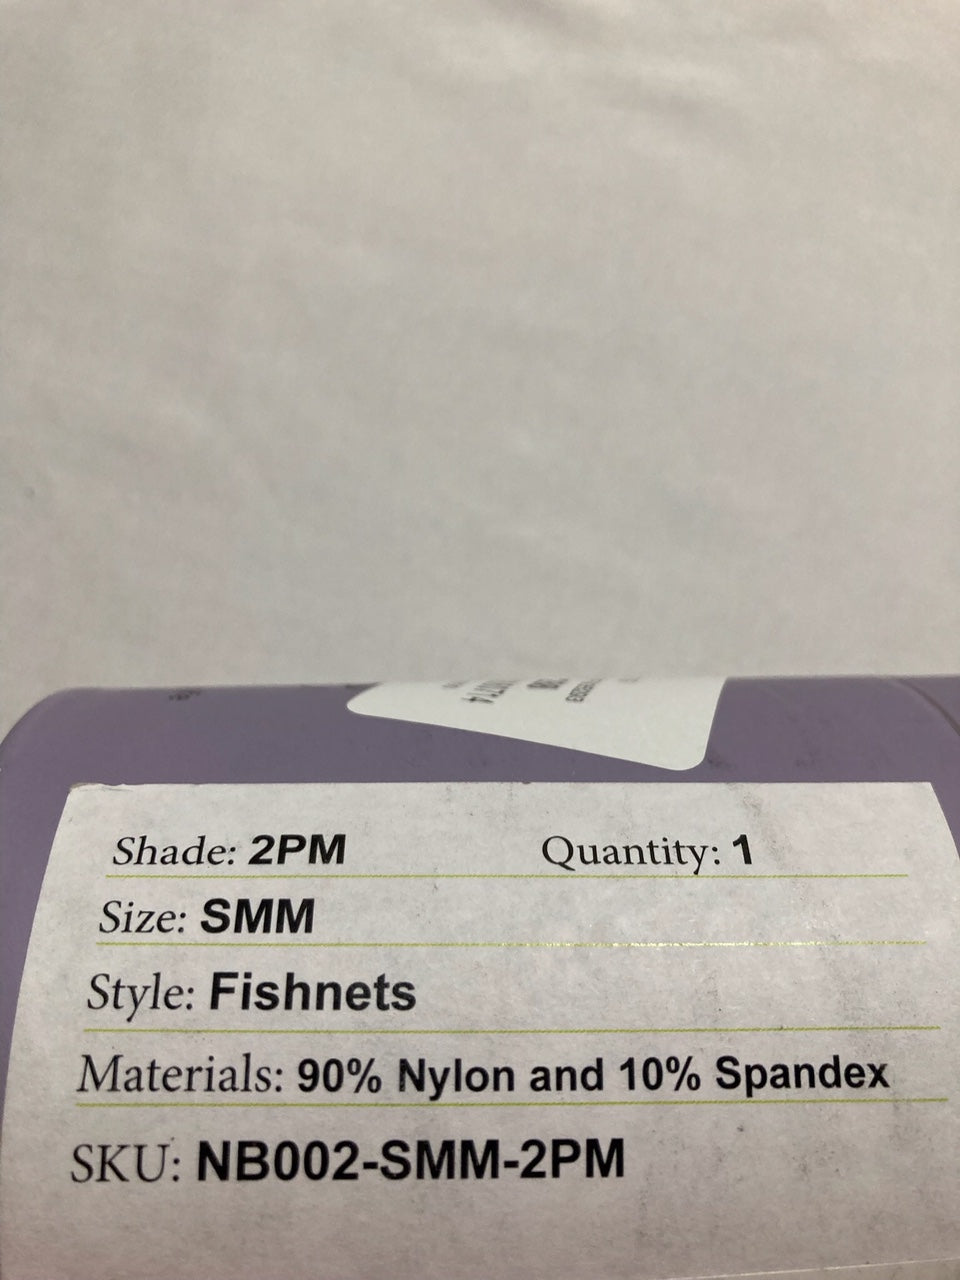 Shade: 2PM Quantity: 1
Size: SMM
Style: Fishnets
Materials: 90% Nylon and 10% Spandex
SKU: NB002-SMM-2PM